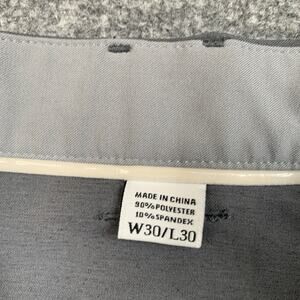 MADE IN CHINA
90%POLYESTER
10%SPANDEX
W30/L30